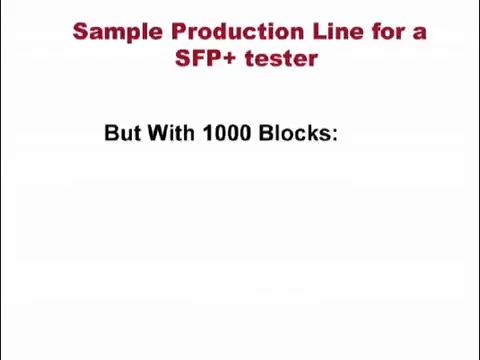 Sample Production Line for a
SFP+ tester
But With 1000 Blocks: